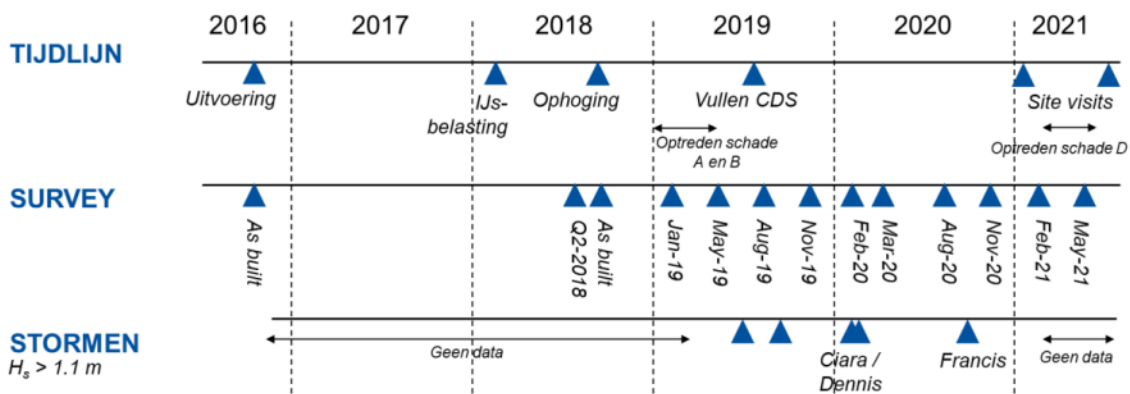 2016 2017 2018 2019 2020 2021
TIJDLIJN
Uitvoering
IJs-
belasting
Ophoging
Vullen CDS
Site visits
Optreden schade
A en B
Optreden schade D
SURVEY
As built
Q2-2018
As built
Jan-19
May-19
Aug-19
Nov-19
Feb-20
Mar-20
Aug-20
Nov-20
Feb-21
May-21
STORMEN
Hs > 1.1 m
Geen data
Ciara /
Dennis
Francis
Geen data